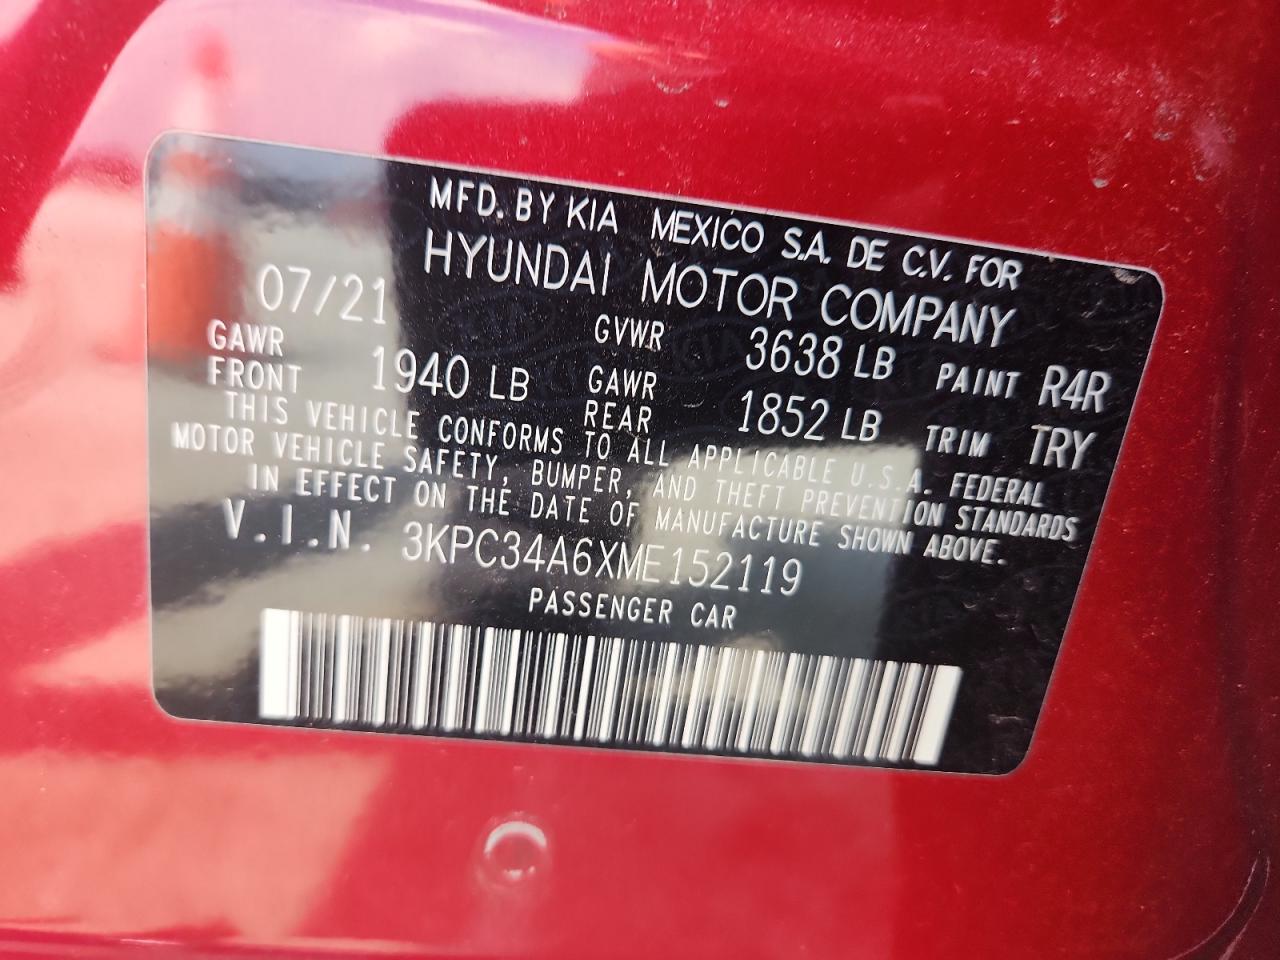 MFD. BY KIA MEXICO S.A. DE C.V. FOR
HYUNDAI MOTOR COMPANY
07/21
GVWR 3638 LB
GAWR FRONT 1940 LB
GAWR REAR 1852 LB
PAINT R4R
TRIM TRY
THIS VEHICLE CONFORMS TO ALL APPLICABLE U.S.A. FEDERAL
MOTOR VEHICLE SAFETY, BUMPER, AND THEFT PREVENTION STANDARDS
IN EFFECT ON THE DATE OF MANUFACTURE SHOWN ABOVE.
V.I.N. 3KPC34A6XME152119
PASSENGER CAR